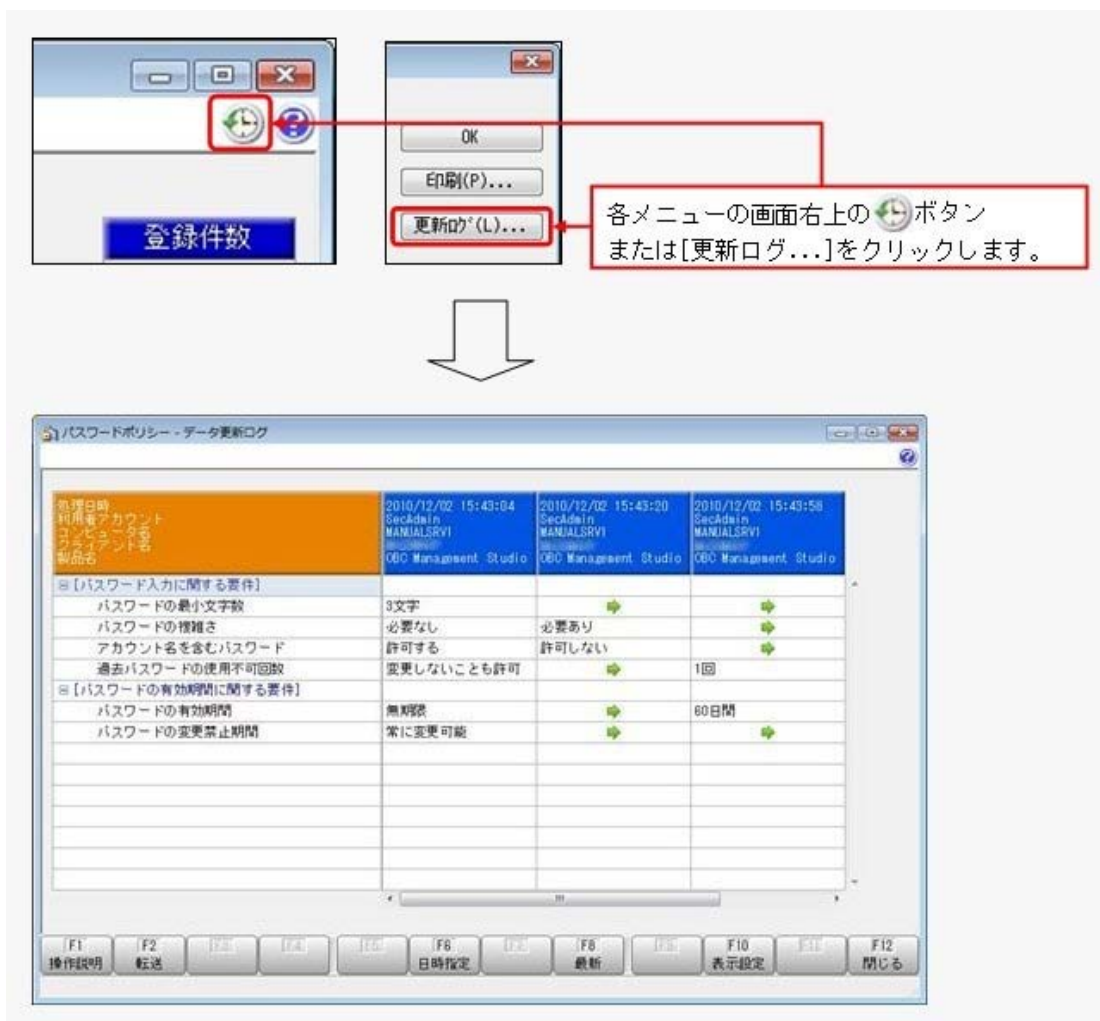 登録件数
OK
印刷(P)...
更新ログ(L)...
各メニューの画面右上のボタン
または[更新ログ...]をクリックします。
パスワードポリシー - データ更新ログ
処理日時
利用者アカウント
コンピュータ名
クライアント名
製品名
2010/12/02 15:43:04
SecAdmin
MANUALSRV1
OBC Management Studio
2010/12/02 15:43:20
SecAdmin
MANUALSRV1
OBC Management Studio
2010/12/02 15:43:58
SecAdmin
MANUALSRV1
OBC Management Studio
[パスワード入力に関する要件]
パスワードの最小文字数 3文字
パスワードの複雑さ 必要なし 必要あり
アカウント名を含むパスワード 許可する 許可しない
過去パスワードの使用不可回数 変更しないことも許可 1回
[パスワードの有効期間に関する要件]
パスワードの有効期間 無期限 60日間
パスワードの変更禁止期間 常に変更可能
F1 操作説明
F2 転送
F3
F4
F5
F6 日時指定
F7
F8 最新
F9
F10 表示設定
F11
F12 閉じる